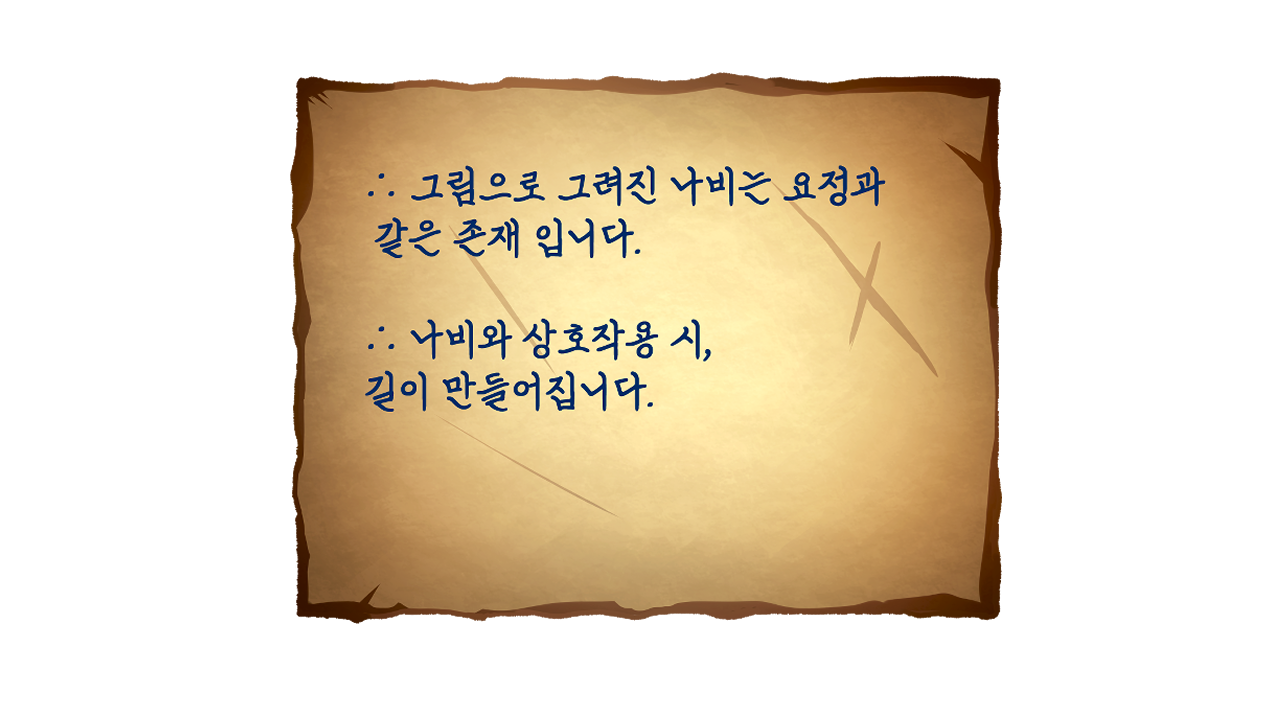 ∴ 그림으로 그려진 나비는 요정과
같은 존재 입니다.
∴ 나비와 상호작용 시,
길이 만들어집니다.